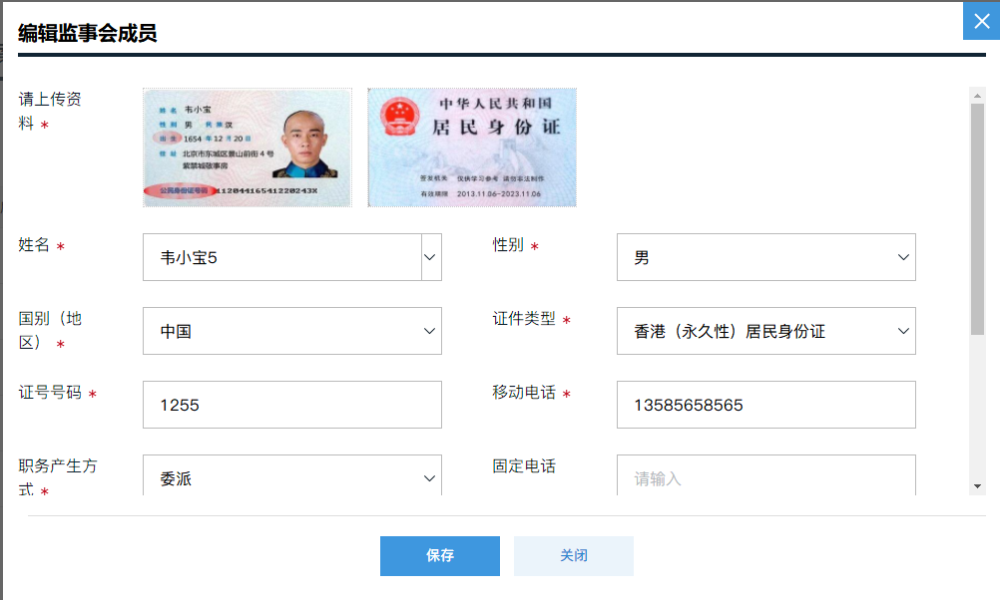 编辑监事会成员
请上传资
料 *
姓名 韦小宝
性别 男 民族 汉
出生 1654 年 12 月 20 日
住址 北京市东城区景山前街 4 号
紫禁城敬事房
公民身份证号码 11204416541220243X
中华人民共和国
居民身份证
签发机关 仅供学习参考 请勿非法制作
有效期限 2013.11.06-2023.11.06
姓名 * 韦小宝5 性别 * 男
国别（地
区） * 中国 证件类型 * 香港（永久性）居民身份证
证号号码 * 1255 移动电话 * 13585658565
职务产生方
式 * 委派 固定电话 请输入
保存 关闭